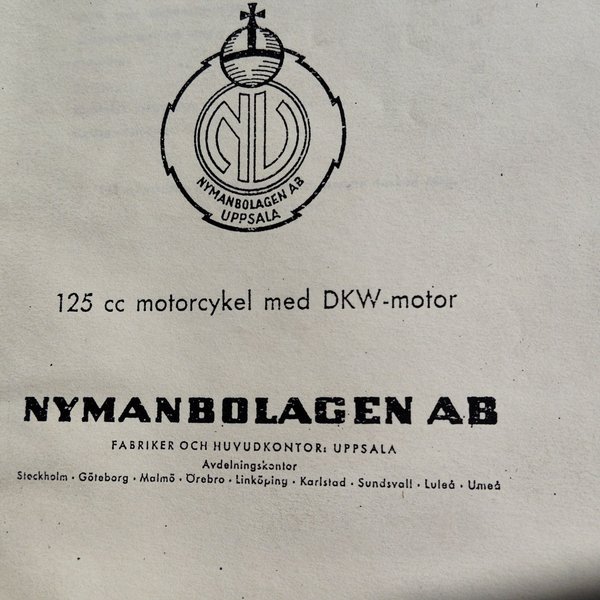 NU
NYMANBOLAGEN AB
UPPSALA
125 cc motorcykel med DKW-motor
NYMANBOLAGEN AB
FABRIKER OCH HUVUDKONTOR: UPPSALA
Avdelningskontor
Stockholm · Göteborg · Malmö · Örebro · Linköping · Karlstad · Sundsvall · Luleå · Umeå